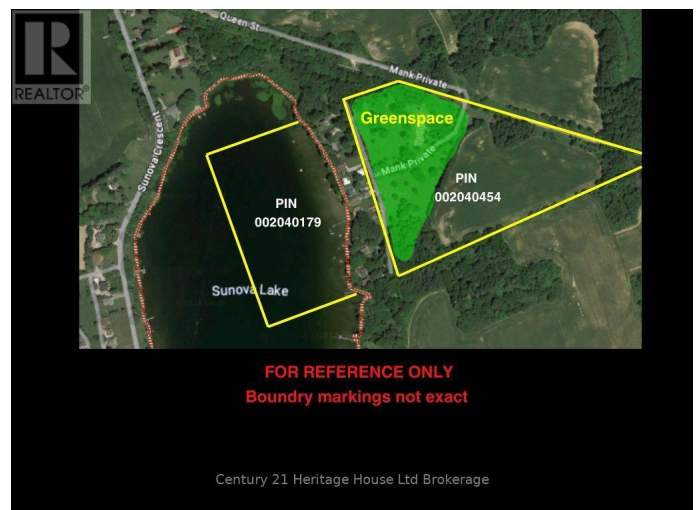 R
REALTOR®
Queen St
Mank Private
Greenspace
Sunova Crescent
Mank Private
PIN
002040454
PIN
002040179
Sunova Lake
FOR REFERENCE ONLY
Boundry markings not exact
Century 21 Heritage House Ltd Brokerage